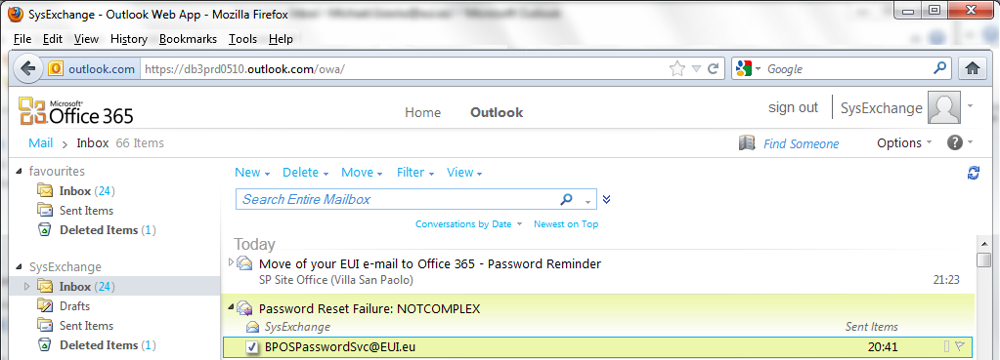 SysExchange - Outlook Web App - Mozilla Firefox
File Edit View History Bookmarks Tools Help
outlook.com https://db3prd0510.outlook.com/owa/ Google
Microsoft®
Office 365 Home Outlook sign out SysExchange
Mail > Inbox 66 Items Find Someone Options ?
favourites
Inbox (24)
Sent Items
Deleted Items (1)
SysExchange
Inbox (24)
Drafts
Sent Items
Deleted Items (1)
New Delete Move Filter View
Search Entire Mailbox
Conversations by Date Newest on Top
Today
Move of your EUI e-mail to Office 365 - Password Reminder
SP Site Office (Villa San Paolo) 21:23
Password Reset Failure: NOTCOMPLEX
SysExchange Sent Items
BPOSPasswordSvc@EUI.eu 20:41